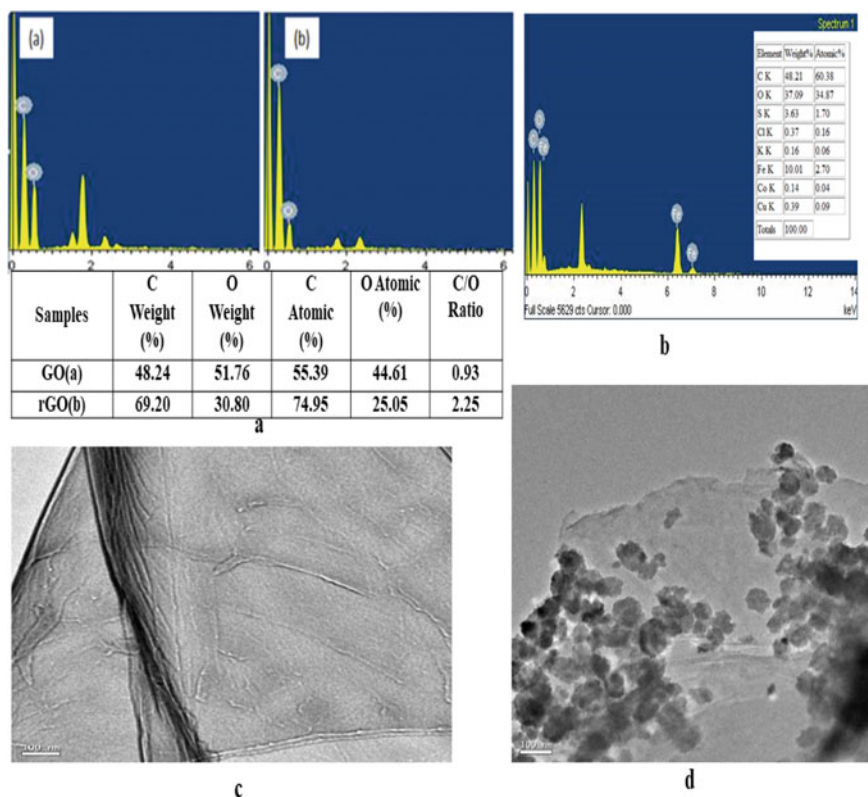 (a)
C
O
0 2 4 6
(b)
C
O
0 2 4 6
Samples
C Weight (%)
O Weight (%)
C Atomic (%)
O Atomic (%)
C/O Ratio
GO(a) 48.24 51.76 55.39 44.61 0.93
rGO(b) 69.20 30.80 74.95 25.05 2.25
a
Spectrum 1
Element Weight% Atomic%
C K 48.21 60.38
O K 37.09 34.87
S K 3.63 1.70
Cl K 0.37 0.16
K K 0.16 0.06
Fe K 10.01 2.70
Co K 0.14 0.04
Cu K 0.39 0.09
Totals 100.00
0 2 4 6 8 10 12 14
Full Scale 5629 cts Cursor: 0.000
keV
b
100 nm
c
100 nm
d